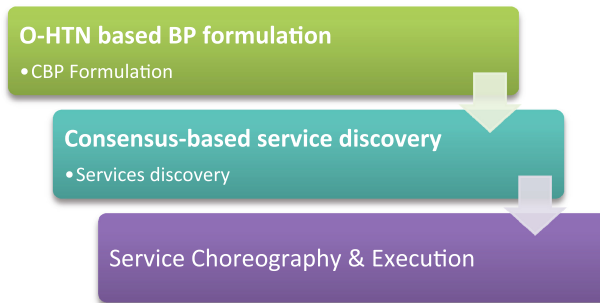 O-HTN based BP formulation
•CBP Formulation
Consensus-based service discovery
•Services discovery
Service Choreography & Execution